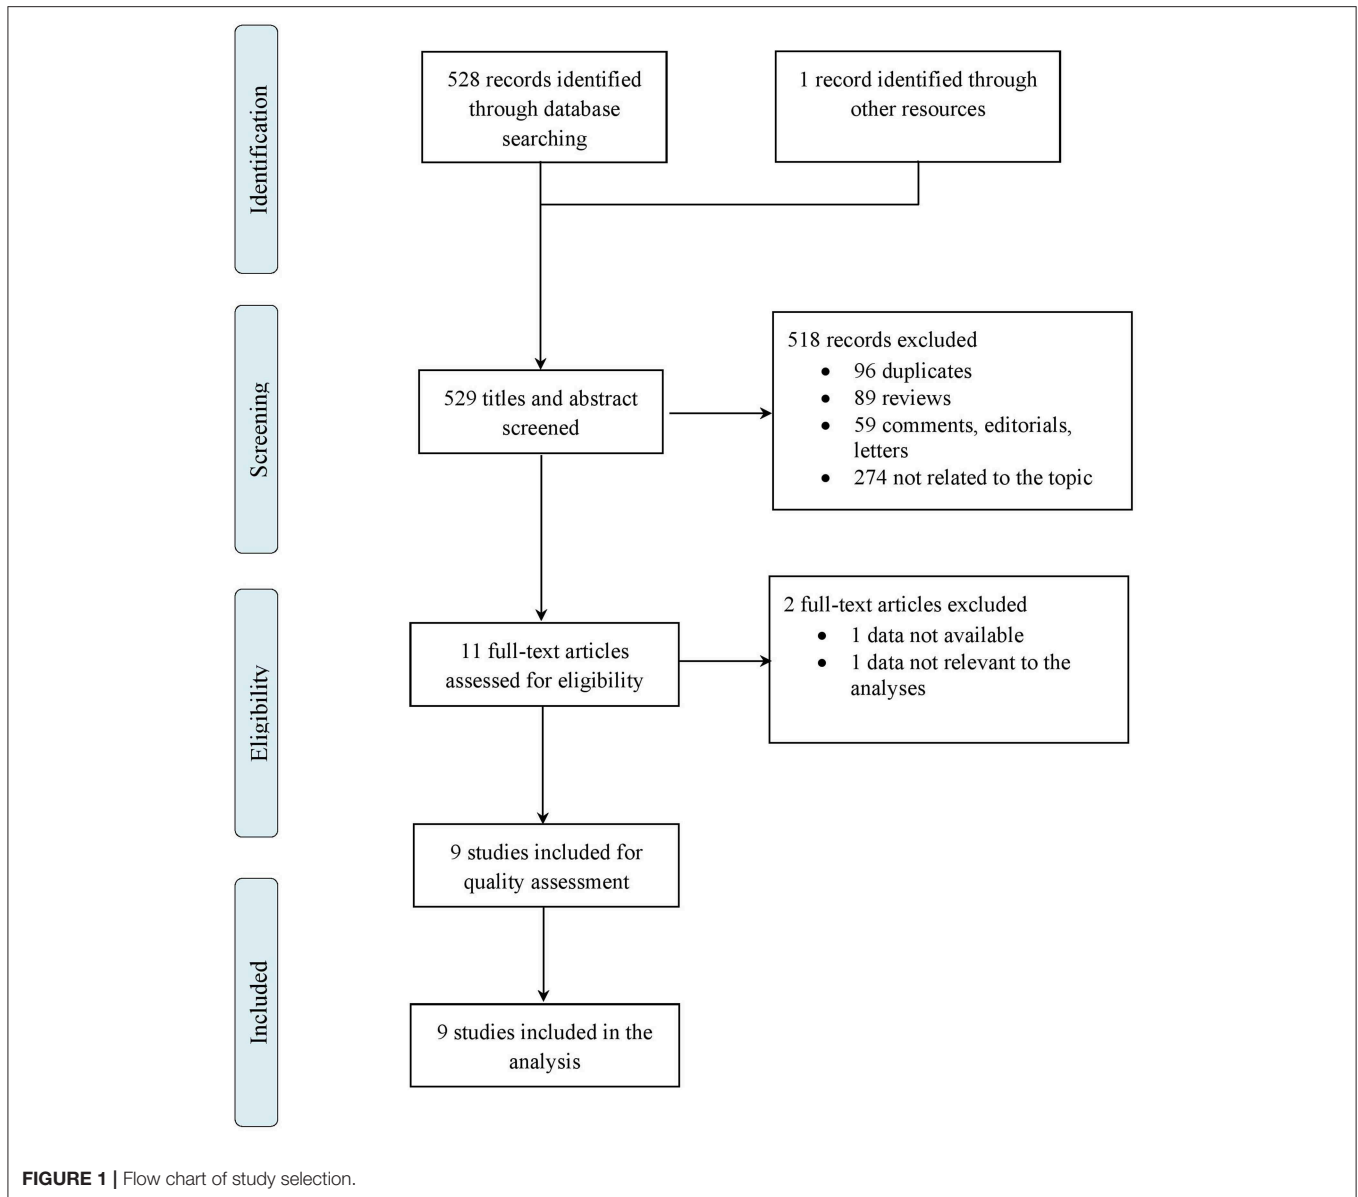 Identification
528 records identified
through database
searching
1 record identified through
other resources
Screening
529 titles and abstract
screened
518 records excluded
• 96 duplicates
• 89 reviews
• 59 comments, editorials,
letters
• 274 not related to the topic
Eligibility
11 full-text articles
assessed for eligibility
2 full-text articles excluded
• 1 data not available
• 1 data not relevant to the
analyses
9 studies included for
quality assessment
Included
9 studies included in the
analysis
FIGURE 1 | Flow chart of study selection.